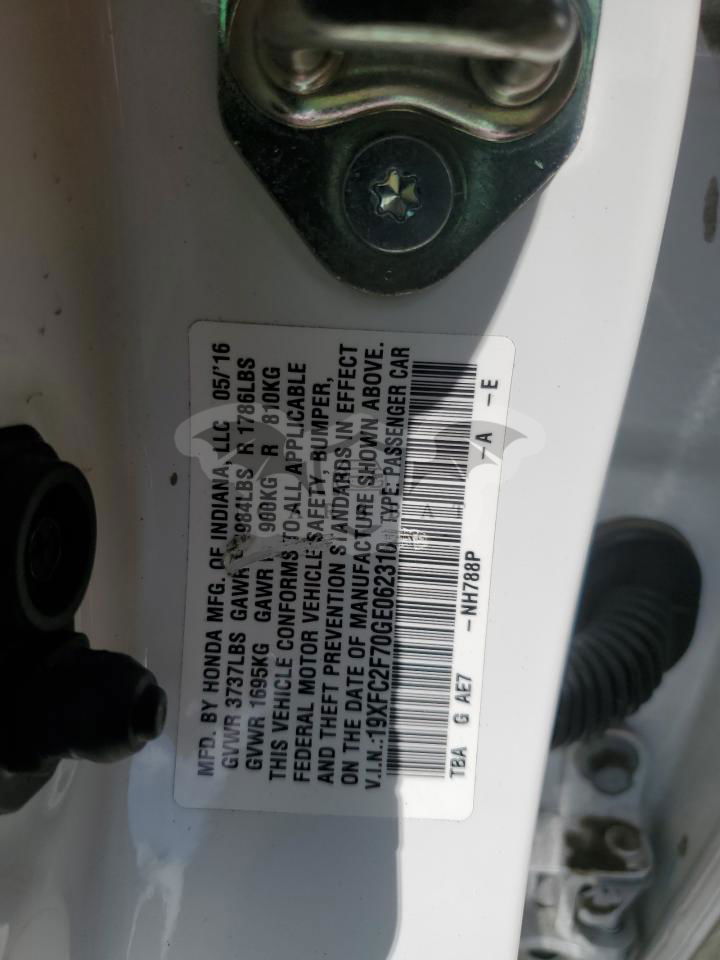 MFD. BY HONDA MFG. OF INDIANA, LLC 05/'16
GVWR 3737LBS GAWR 1984LBS R 1786LBS
GVWR 1695KG GAWR 900KG R 810KG
THIS VEHICLE CONFORMS TO ALL APPLICABLE
FEDERAL MOTOR VEHICLE SAFETY, BUMPER,
AND THEFT PREVENTION STANDARDS IN EFFECT
ON THE DATE OF MANUFACTURE SHOWN ABOVE.
V.I.N.:19XFC2F70GE062310 TYPE: PASSENGER CAR
TBA G AE7 -NH788P -A -E